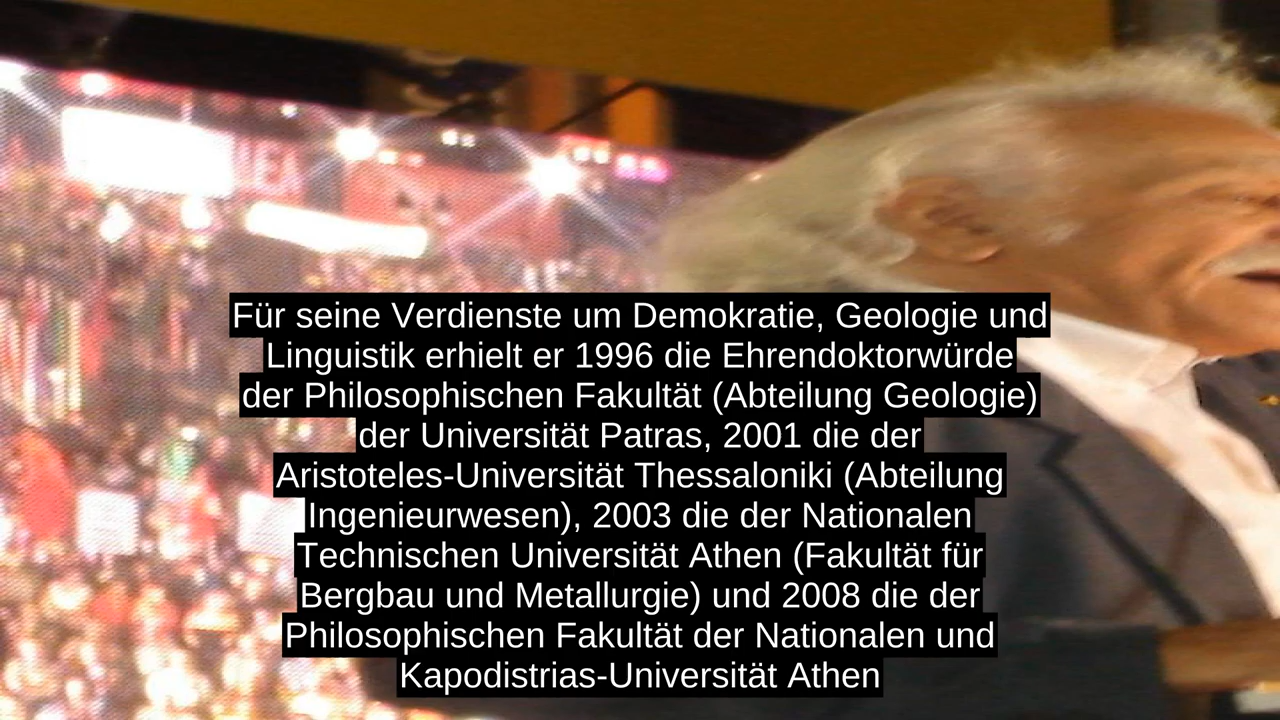 Für seine Verdienste um Demokratie, Geologie und
Linguistik erhielt er 1996 die Ehrendoktorwürde
der Philosophischen Fakultät (Abteilung Geologie)
der Universität Patras, 2001 die der
Aristoteles-Universität Thessaloniki (Abteilung
Ingenieurwesen), 2003 die der Nationalen
Technischen Universität Athen (Fakultät für
Bergbau und Metallurgie) und 2008 die der
Philosophischen Fakultät der Nationalen und
Kapodistrias-Universität Athen